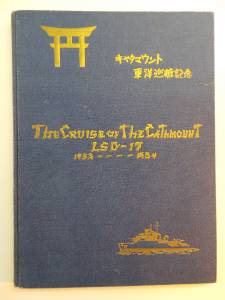 キャタマウント
東洋巡航記念
THE CRUISE OF THE CATAMOUNT
LSD-17
1953 - - - - 1954